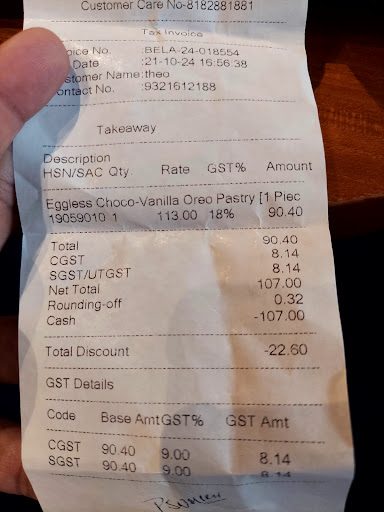 Customer Care No-8182881881
Tax Invoice
oice No. :BELA-24-018554
Date :21-10-24 16:56:38
stomer Name:theo
ontact No. :9321612188
Takeaway
Description
HSN/SAC Qty Rate GST% Amount
Eggless Choco-Vanilla Oreo Pastry [1 Piec
19059010 1 113.00 18% 90.40
Total 90.40
CGST 8.14
SGST/UTGST 8.14
Net Total 107.00
Rounding-off 0.32
Cash -107.00
Total Discount -22.60
GST Details
Code Base AmtGST% GST Amt
CGST 90.40 9.00 8.14
SGST 90.40 9.00 8.14